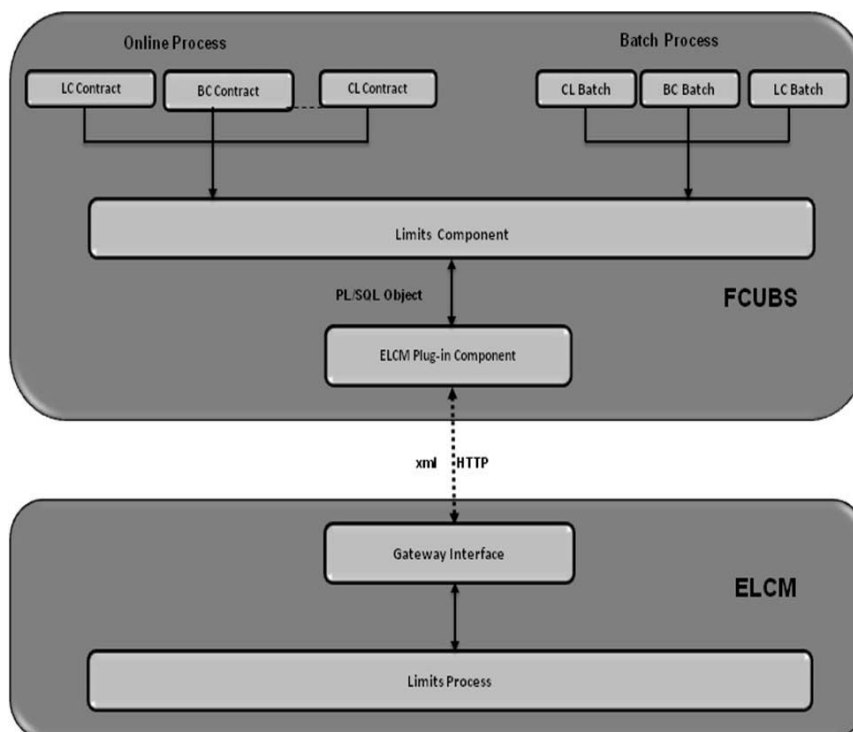 Online Process
Batch Process
LC Contract
BC Contract
CL Contract
CL Batch
BC Batch
LC Batch
Limits Component
PL/SQL Object
FCUBS
ELCM Plug-in Component
xml HTTP
Gateway Interface
ELCM
Limits Process